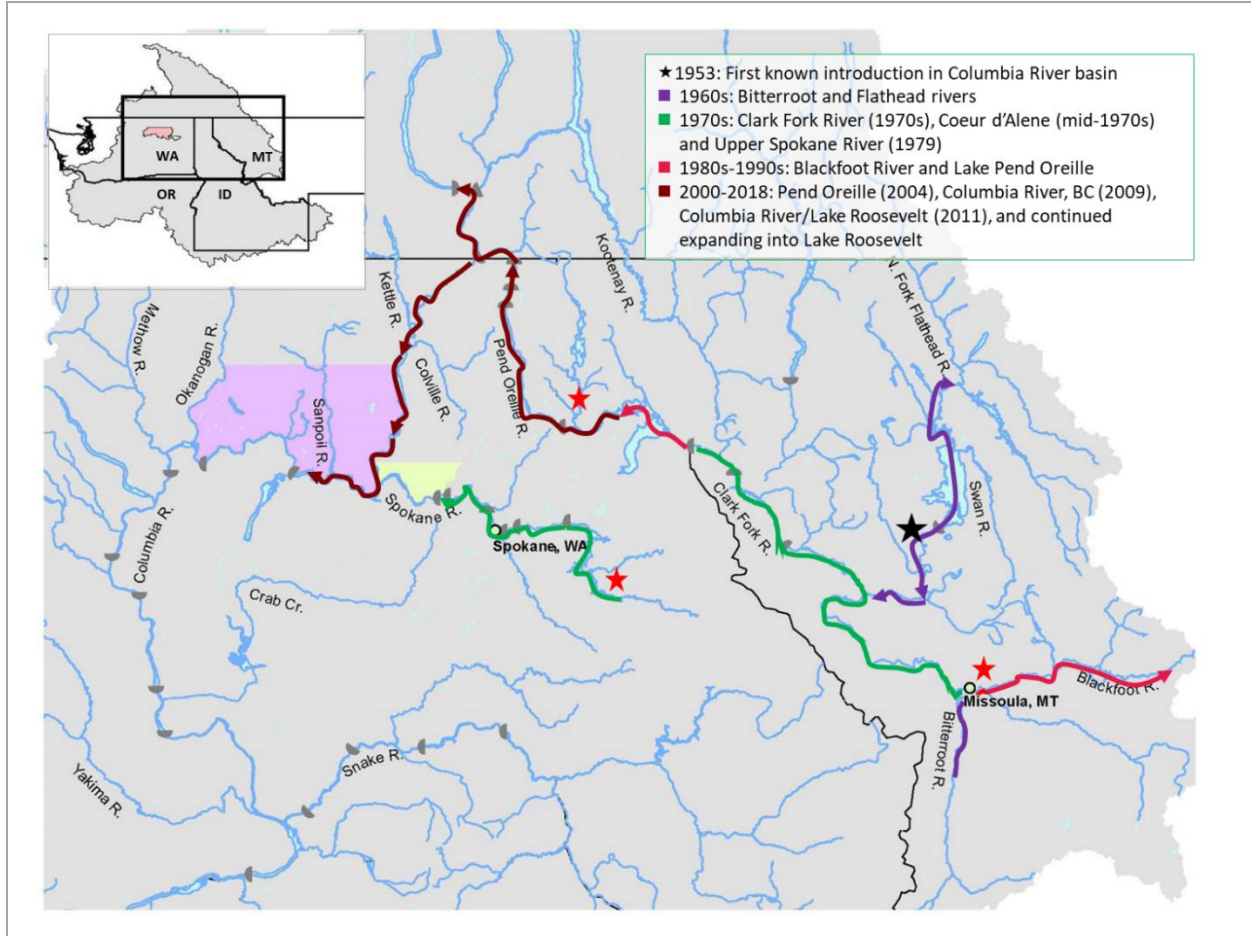 WA
MT
OR
ID
★1953: First known introduction in Columbia River basin
1960s: Bitterroot and Flathead rivers
1970s: Clark Fork River (1970s), Coeur d’Alene (mid-1970s)
and Upper Spokane River (1979)
1980s-1990s: Blackfoot River and Lake Pend Oreille
2000-2018: Pend Oreille (2004), Columbia River, BC (2009),
Columbia River/Lake Roosevelt (2011), and continued
expanding into Lake Roosevelt
Methow R.
Okanogan R.
Sanpoil R.
Kettle R.
Colville R.
Pend Oreille R.
Kootenay R.
N. Fork Flathead R.
Swan R.
Clark Fork R.
Spokane R.
Spokane, WA
Columbia R.
Crab Cr.
Missoula, MT
Blackfoot R.
Bitterroot R.
Snake R.
Yakima R.